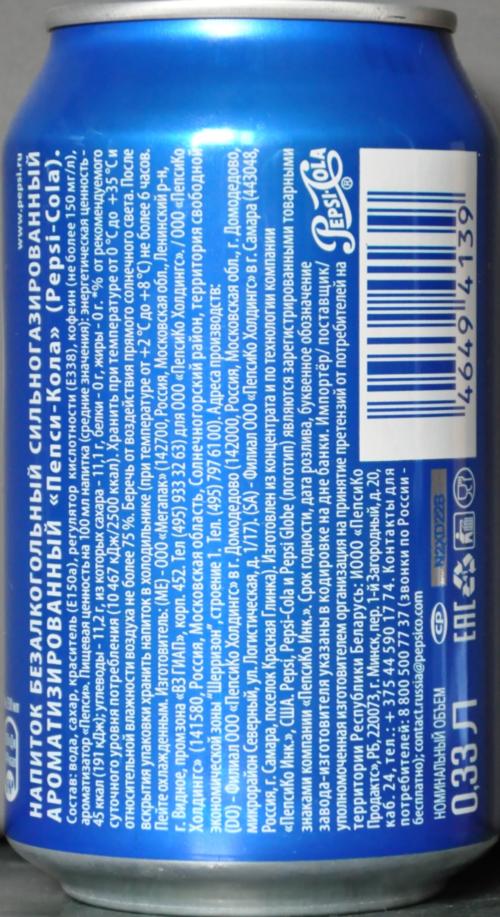 www.pepsi.ru
НАПИТОК БЕЗАЛКОГОЛЬНЫЙ СИЛЬНОГАЗИРОВАННЫЙ
АРОМАТИЗИРОВАННЫЙ «Пепси-Кола» (Pepsi-Cola).
Состав: вода, сахар, краситель (Е150а), регулятор кислотности (Е338), кофеин (не более 150 мг/л),
ароматизатор «Пепси». Пищевая ценность на 100 мл напитка (средние значения): энергетическая ценность -
45 ккал (191 кДж); углеводы - 11,2 г, из которых сахара - 11,1 г, белки - 0 г, жиры - 0 г. *% от рекомендуемого
суточного уровня потребления (10 467 кДж/2500 ккал). Хранить при температуре от 0 °С до +35 °С и
относительной влажности воздуха не более 75 %. Беречь от воздействия прямого солнечного света. После
вскрытия упаковки хранить напиток в холодильнике (при температуре от +2 °С до +8 °С) не более 6 часов.
Пейте охлажденным. Изготовитель: (МЕ) - ООО «Мегапак» (142700, Россия, Московская обл., Ленинский р-н,
г. Видное, промзона «ВЗ ГИАП», корп. 452. Тел (495) 933 32 63) для ООО «ПепсиКо Холдингс». / ООО «ПепсиКо
Холдингс» (141580, Россия, Московская область, Солнечногорский район, территория свободной
экономической зоны "Шерризон", строение 1. Тел. (495) 797 61 00). Адреса производств:
(DO) - Филиал ООО «ПепсиКо Холдингс» в г. Домодедово (142000, Россия, Московская обл., г. Домодедово,
микрорайон Северный, ул. Логистическая, д. 1/17). (SA) - Филиал ООО «ПепсиКо Холдингс» в г. Самара (443048,
Россия, г. Самара, поселок Красная Глинка). Изготовлен из концентрата и по технологии компании
«ПепсиКо Инк.», США. Pepsi, Pepsi-Cola и Pepsi Globe (логотип) являются зарегистрированными товарными
знаками компании «ПепсиКо Инк.». Срок годности, дата розлива, буквенное обозначение
завода-изготовителя указаны в кодировке на дне банки. Импортёр/ поставщик/
уполномоченная изготовителем организация на принятие претензий от потребителей на
территории Республики Беларусь: ИООО «ПепсиКо
Продактс», РБ, 220073, г. Минск, пер. 1-й Загородный, д. 20,
каб. 24, тел.: + 375 44 590 17 74. Контакты для
потребителей: 8 800 500 77 37 (звонки по России -
бесплатно); contact.russia@pepsico.com
НОМИНАЛЬНЫЙ ОБЪЕМ
0,33 Л
EAC
N2X0228
PEPSI COLA®
4649 4139